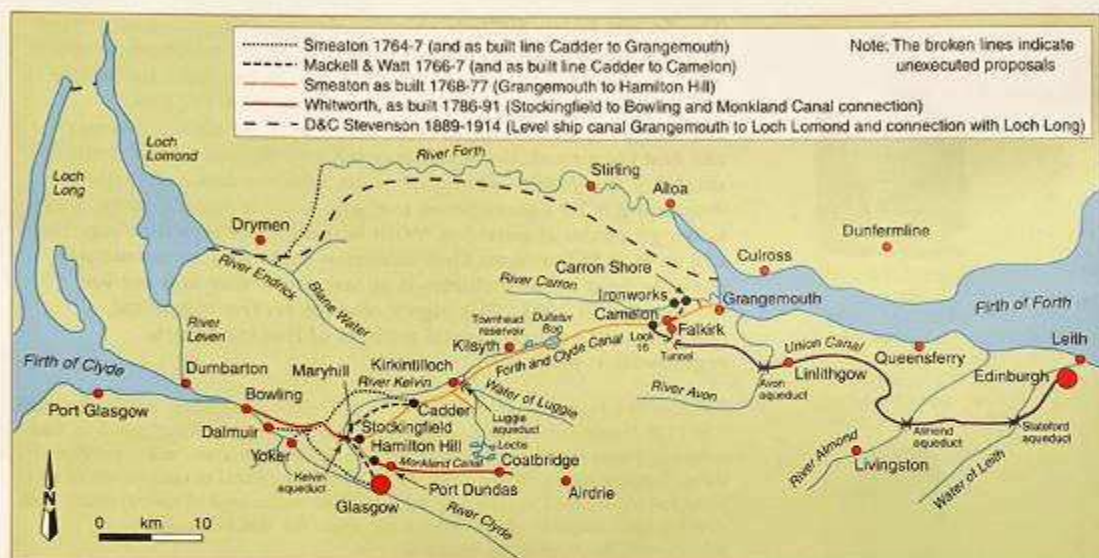 Smeaton 1764-7 (and as built line Cadder to Grangemouth)
Mackell & Watt 1766-7 (and as built line Cadder to Camelon)
Smeaton as built 1768-77 (Grangemouth to Hamilton Hill)
Whitworth, as built 1786-91 (Stockingfield to Bowling and Monkland Canal connection)
D&C Stevenson 1889-1914 (Level ship canal Grangemouth to Loch Lomond and connection with Loch Long)
Note: The broken lines indicate
unexecuted proposals
Loch
Lomond
Loch
Long
River Forth
Stirling
Alloa
Drymen
Dunfermline
Culross
River Endrick
Blane Water
Carron Shore
River Carron
Ironworks
Grangemouth
Firth of Forth
Camelon
Falkirk
Lock
16
Tunnel
Townhead
reservoir
Dullatur
Bog
Kilsyth
Forth and Clyde Canal
Union Canal
Linlithgow
Queensferry
Leith
Edinburgh
River
Leven
Firth of Clyde
Dumbarton
Maryhill
Kirkintilloch
River Kelvin
Water of Luggie
River Avon
Avon
aqueduct
Port Glasgow
Bowling
Cadder
Luggie
aqueduct
Almond
aqueduct
Slateford
aqueduct
Dalmuir
Stockingfield
Hamilton Hill
Lochs
Yoker
Monkland Canal
Coatbridge
River Almond
Livingston
Water of Leith
Kelvin
aqueduct
Port Dundas
Airdrie
Glasgow
River Clyde
N
0 km 10